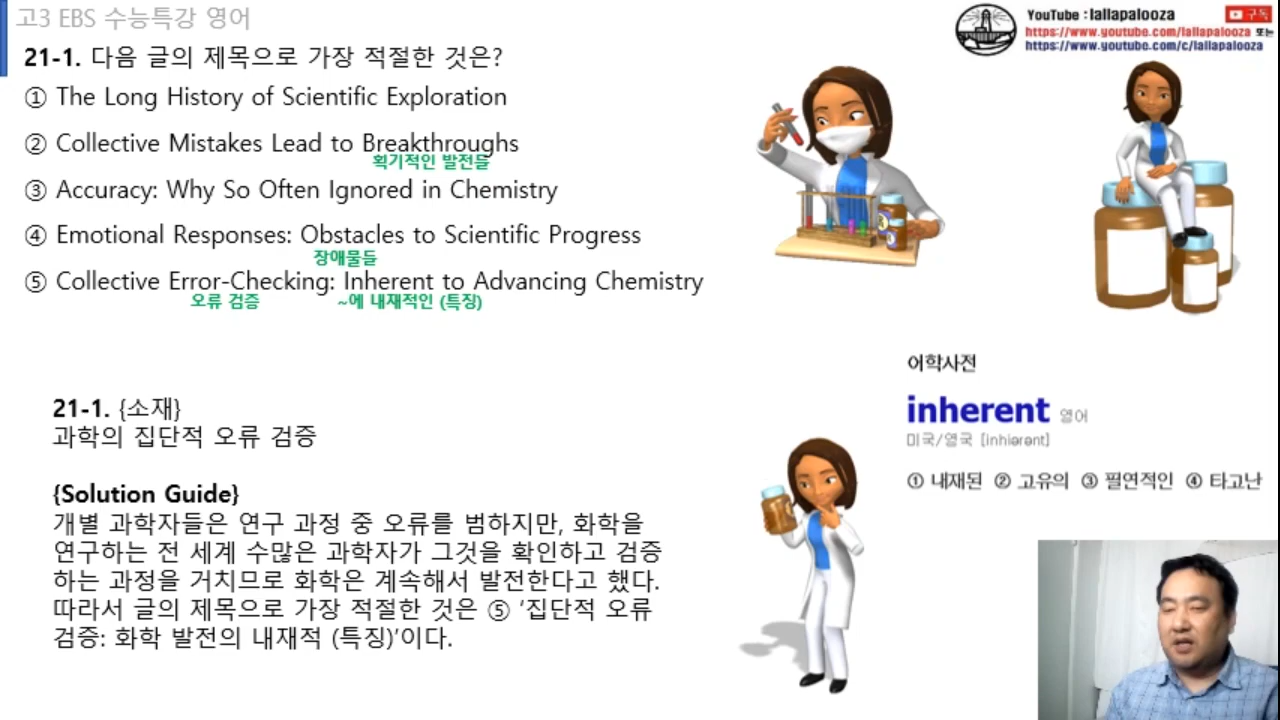 고3 EBS 수능특강 영어
YouTube : lallapalooza
구독
https://www.youtube.com/lallapalooza 또는
https://www.youtube.com/c/lallapalooza
21-1. 다음 글의 제목으로 가장 적절한 것은?
① The Long History of Scientific Exploration
② Collective Mistakes Lead to Breakthroughs
획기적인 발전들
③ Accuracy: Why So Often Ignored in Chemistry
④ Emotional Responses: Obstacles to Scientific Progress
장애물들
⑤ Collective Error-Checking: Inherent to Advancing Chemistry
오류 검증 ~에 내재적인 (특징)
어학사전
inherent 영어
미국/영국 [inhiərənt]
① 내재된 ② 고유의 ③ 필연적인 ④ 타고난
21-1. {소재}
과학의 집단적 오류 검증
{Solution Guide}
개별 과학자들은 연구 과정 중 오류를 범하지만, 화학을
연구하는 전 세계 수많은 과학자가 그것을 확인하고 검증
하는 과정을 거치므로 화학은 계속해서 발전한다고 했다.
따라서 글의 제목으로 가장 적절한 것은 ⑤ ‘집단적 오류
검증: 화학 발전의 내재적 (특징)’이다.